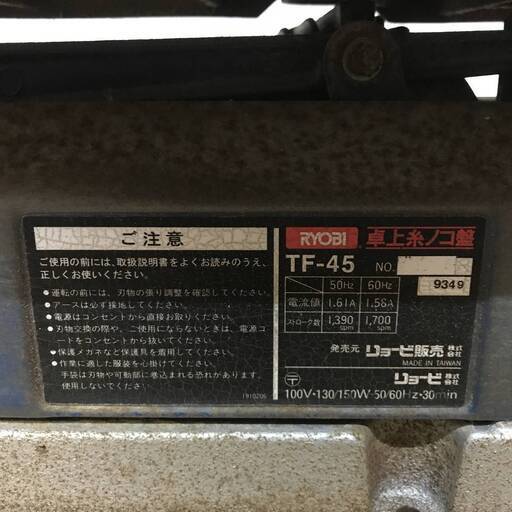 ご注意
ご使用の前には、取扱説明書をよくお読みのうえ、
正しくお使いください。
●運転の前には、刃物の張り調整を確認してください。
●アースは必ず接地してください。
●電源はコンセントから直接お取りください。
●刃物交換の際や、ご使用にならないときは、電源コ
ードをコンセントから抜いてください。
●保護メガネなど保護具を着用してください。
●作業に適した服装を心掛けてください。
手袋は刃物や可動部に巻込まれる恐れがあります。
使用しないでください。
1910206
RYOBI 卓上糸ノコ盤
TF-45 NO.
9349
50Hz 60Hz
電流値 1.61A 1.56A
ストローク数 1,390spm 1,700spm
発売元 リョービ販売株式会社
MADE IN TAIWAN
〒 リョービ株式会社
100V·130/150W·50/60Hz·30min